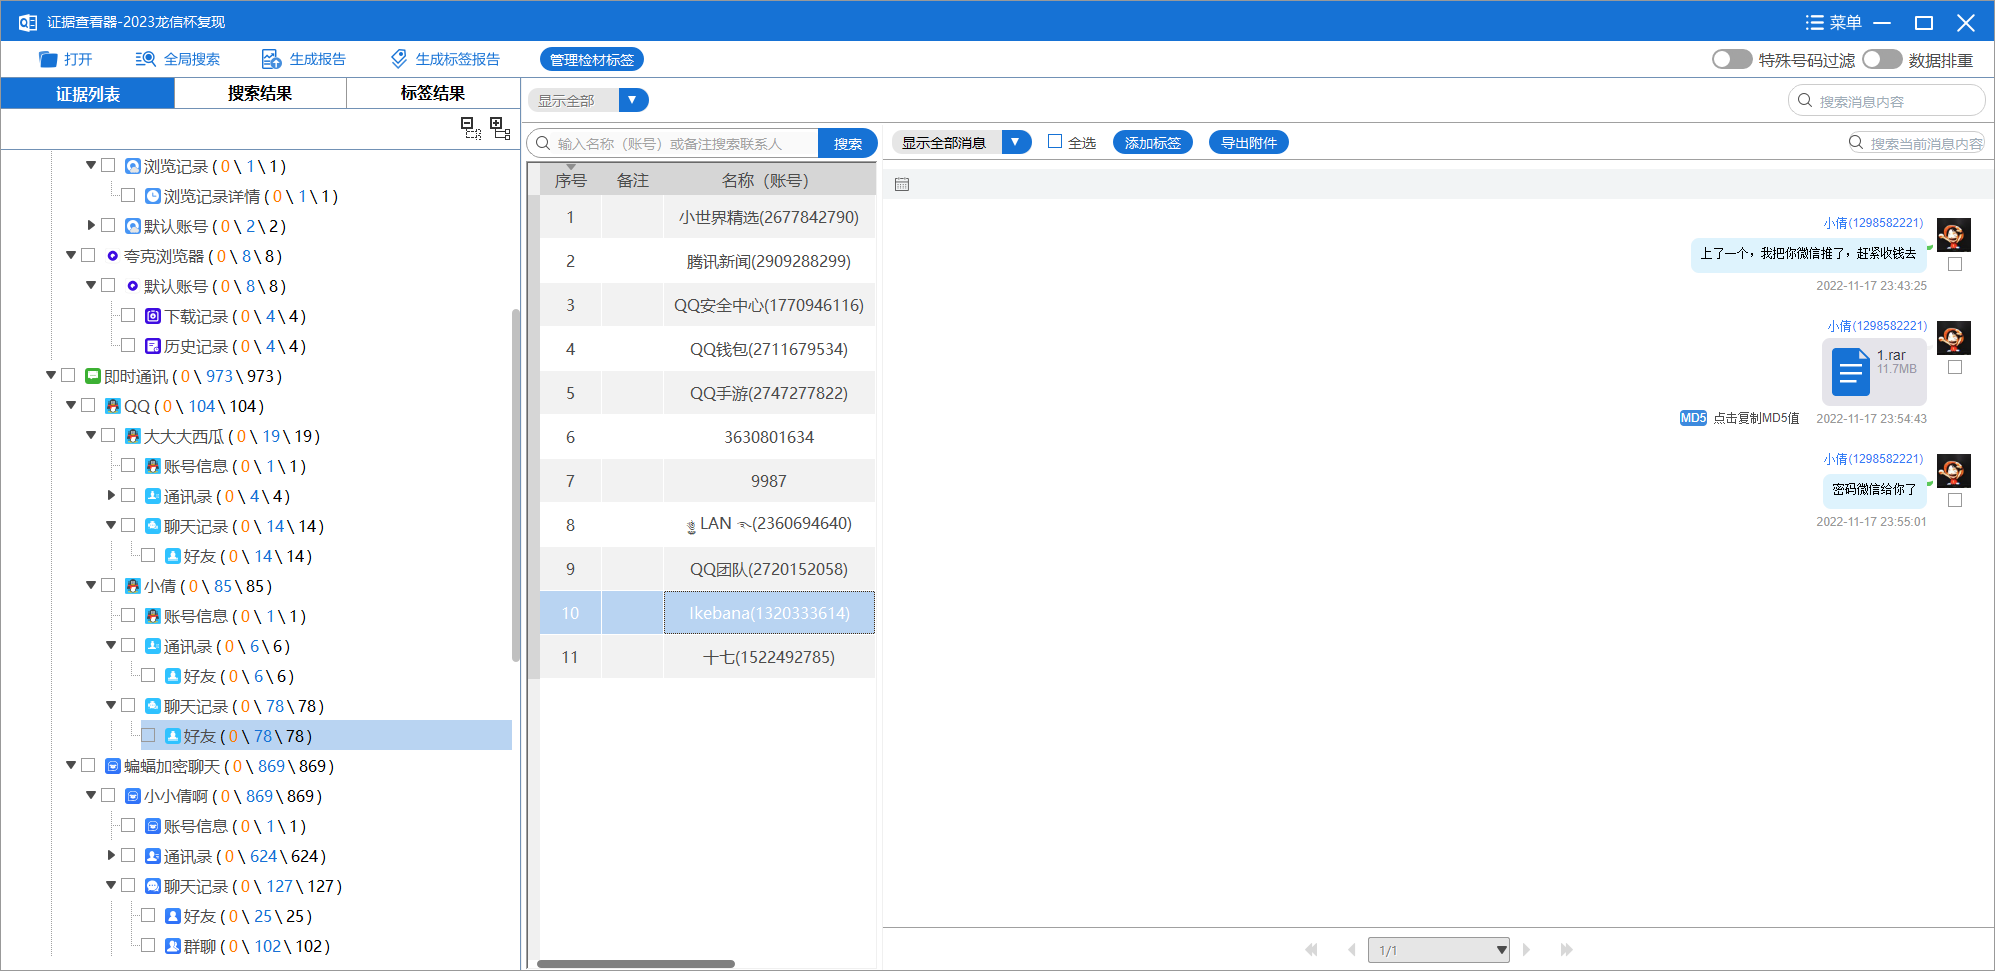 证据查看器-2023龙信杯复现
菜单
打开 全局搜索 生成报告 生成标签报告 管理检材标签
特殊号码过滤 数据排重
证据列表 搜索结果 标签结果
显示全部
搜索消息内容
输入名称（账号）或备注搜索联系人 搜索
显示全部消息 全选 添加标签 导出附件
搜索当前消息内容
浏览记录 ( 0 \ 1 \ 1 )
浏览记录详情 ( 0 \ 1 \ 1 )
默认账号 ( 0 \ 2 \ 2 )
夸克浏览器 ( 0 \ 8 \ 8 )
默认账号 ( 0 \ 8 \ 8 )
下载记录 ( 0 \ 4 \ 4 )
历史记录 ( 0 \ 4 \ 4 )
即时通讯 ( 0 \ 973 \ 973 )
QQ ( 0 \ 104 \ 104 )
大大大西瓜 ( 0 \ 19 \ 19 )
账号信息 ( 0 \ 1 \ 1 )
通讯录 ( 0 \ 4 \ 4 )
聊天记录 ( 0 \ 14 \ 14 )
好友 ( 0 \ 14 \ 14 )
小倩 ( 0 \ 85 \ 85 )
账号信息 ( 0 \ 1 \ 1 )
通讯录 ( 0 \ 6 \ 6 )
好友 ( 0 \ 6 \ 6 )
聊天记录 ( 0 \ 78 \ 78 )
好友 ( 0 \ 78 \ 78 )
蝙蝠加密聊天 ( 0 \ 869 \ 869 )
小小倩啊 ( 0 \ 869 \ 869 )
账号信息 ( 0 \ 1 \ 1 )
通讯录 ( 0 \ 624 \ 624 )
聊天记录 ( 0 \ 127 \ 127 )
好友 ( 0 \ 25 \ 25 )
群聊 ( 0 \ 102 \ 102 )
序号 备注 名称（账号）
1 小世界精选(2677842790)
2 腾讯新闻(2909288299)
3 QQ安全中心(1770946116)
4 QQ钱包(2711679534)
5 QQ手游(2747277822)
6 3630801634
7 9987
8 LAN (2360694640)
9 QQ团队(2720152058)
10 Ikebana(1320333614)
11 十七(1522492785)
小倩(1298582221)
上了一个，我把你微信推了，赶紧收钱去
2022-11-17 23:43:25
小倩(1298582221)
1.rar
11.7MB
MD5 点击复制MD5值 2022-11-17 23:54:43
小倩(1298582221)
密码微信给你了
2022-11-17 23:55:01
1/1